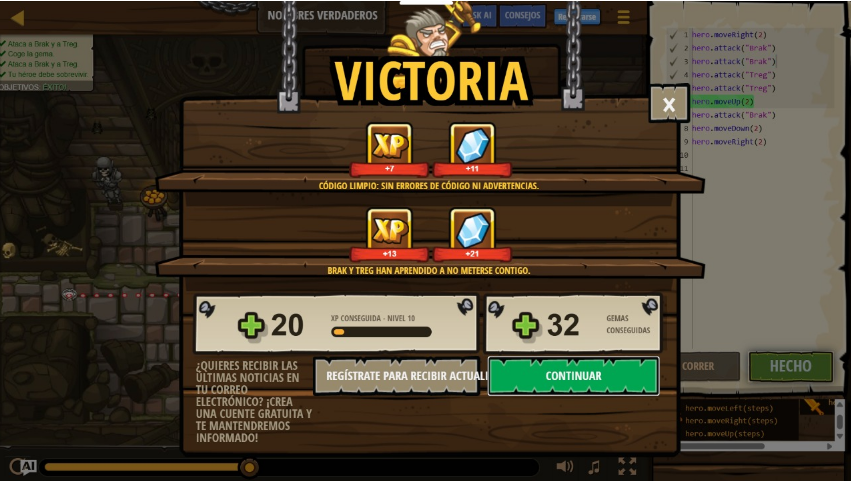 NOMBRES VERDADEROS
ASK AI
CONSEJOS
Ataca a Brak y a Treg
Coge la gema.
Ataca a Brak y a Treg
Tu héroe debe sobrevivir.
OBJETIVOS: ÉXITO!
VICTORIA
×
1 hero.moveRight(2)
2 hero.attack("Brak")
3 hero.attack("Brak")
4 hero.attack("Treg")
hero.attack("Treg")
hero.moveUp(2)
hero.attack("Brak")
8 hero.moveDown(2)
9 hero.moveRight(2)
10
11
XP
+7
+11
CÓDIGO LIMPIO: SIN ERRORES DE CÓDIGO NI ADVERTENCIAS.
XP
+13
+21
BRAK Y TREG HAN APRENDIDO A NO METERSE CONTIGO.
20
XP CONSEGUIDA - NIVEL 10
32
GEMAS
CONSEGUIDAS
¿QUIERES RECIBIR LAS
ÚLTIMAS NOTICIAS EN
TU CORREO
ELECTRÓNICO? ¡CREA
UNA CUENTE GRATUITA Y
TE MANTENDREMOS
INFORMADO!
REGÍSTRATE PARA RECIBIR ACTUALI
CONTINUAR
CORRER
HECHO
hero.moveLeft(steps)
hero.moveRight(steps)
hero.moveUp(steps)
AI